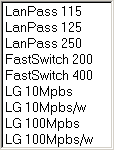 LanPass 115
LanPass 125
LanPass 250
FastSwitch 200
FastSwitch 400
LG 10Mpbs
LG 10Mpbs/w
LG 100Mpbs
LG 100Mpbs/w